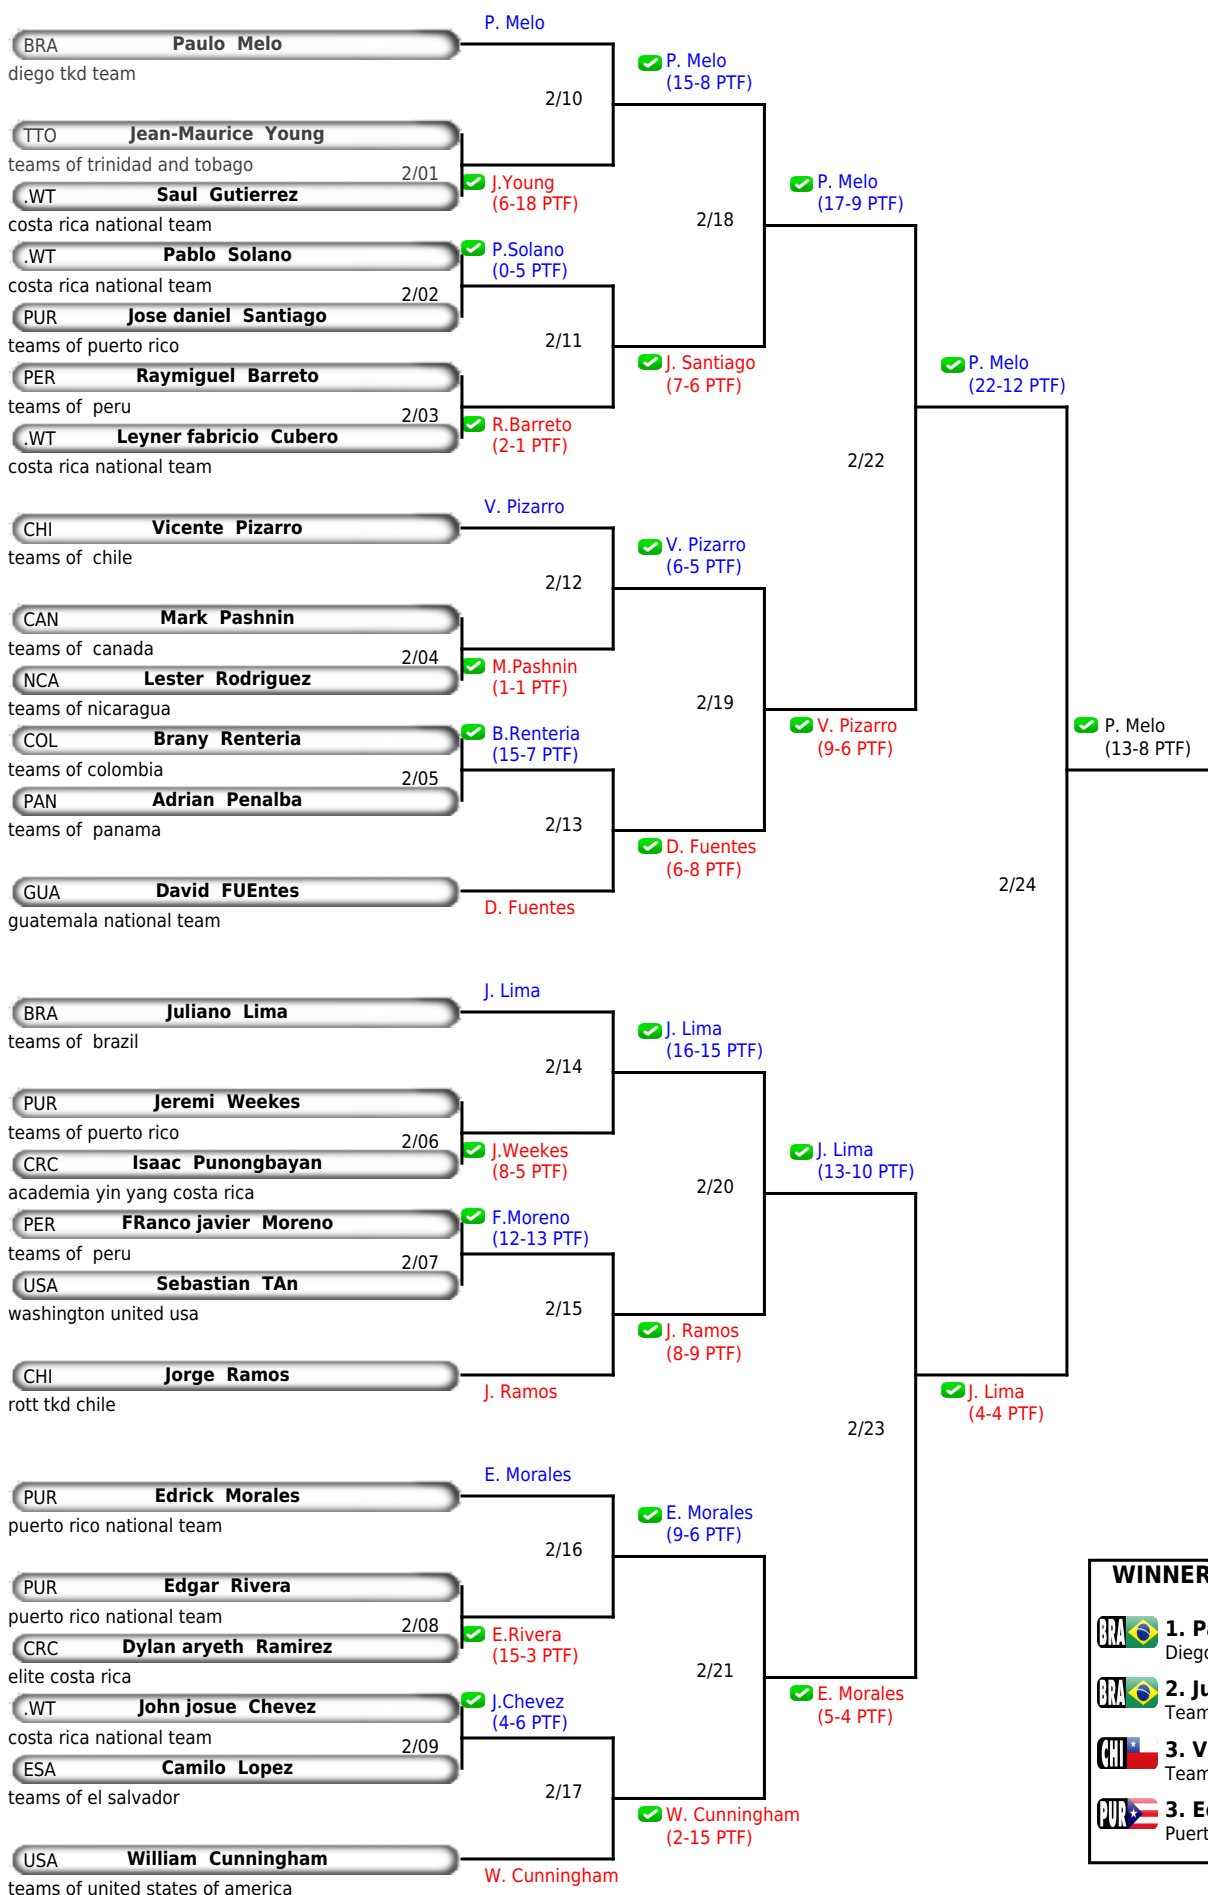 P. Melo
BRA Paulo Melo
diego tkd team
P. Melo
(15-8 PTF)
2/10
TTO Jean-Maurice Young
teams of trinidad and tobago
2/01
J.Young
(6-18 PTF)
.WT Saul Gutierrez
costa rica national team
P. Melo
(17-9 PTF)
2/18
.WT Pablo Solano
costa rica national team
P.Solano
(0-5 PTF)
2/02
PUR Jose daniel Santiago
teams of puerto rico
2/11
J. Santiago
(7-6 PTF)
PER Raymiguel Barreto
teams of peru
2/03
R.Barreto
(2-1 PTF)
.WT Leyner fabricio Cubero
costa rica national team
P. Melo
(22-12 PTF)
2/22
V. Pizarro
CHI Vicente Pizarro
teams of chile
V. Pizarro
(6-5 PTF)
2/12
CAN Mark Pashnin
teams of canada
2/04
M.Pashnin
(1-1 PTF)
NCA Lester Rodriguez
teams of nicaragua
2/19
COL Brany Renteria
teams of colombia
B.Renteria
(15-7 PTF)
2/05
V. Pizarro
(9-6 PTF)
P. Melo
(13-8 PTF)
PAN Adrian Penalba
teams of panama
2/13
D. Fuentes
(6-8 PTF)
GUA David FUEntes
guatemala national team
D. Fuentes
2/24
J. Lima
BRA Juliano Lima
teams of brazil
J. Lima
(16-15 PTF)
2/14
PUR Jeremi Weekes
teams of puerto rico
2/06
J.Weekes
(8-5 PTF)
CRC Isaac Punongbayan
academia yin yang costa rica
J. Lima
(13-10 PTF)
2/20
PER FRanco javier Moreno
teams of peru
F.Moreno
(12-13 PTF)
2/07
USA Sebastian TAn
washington united usa
2/15
J. Ramos
(8-9 PTF)
CHI Jorge Ramos
rott tkd chile
J. Ramos
J. Lima
(4-4 PTF)
2/23
E. Morales
PUR Edrick Morales
puerto rico national team
E. Morales
(9-6 PTF)
2/16
PUR Edgar Rivera
puerto rico national team
2/08
E.Rivera
(15-3 PTF)
CRC Dylan aryeth Ramirez
elite costa rica
2/21
.WT John josue Chevez
costa rica national team
J.Chevez
(4-6 PTF)
2/09
E. Morales
(5-4 PTF)
ESA Camilo Lopez
teams of el salvador
2/17
W. Cunningham
(2-15 PTF)
USA William Cunningham
teams of united states of america
W. Cunningham
WINNER
BRA 1. Pa
Diego
BRA 2. Ju
Team
CHI 3. V
Team
PUR 3. E
Puert